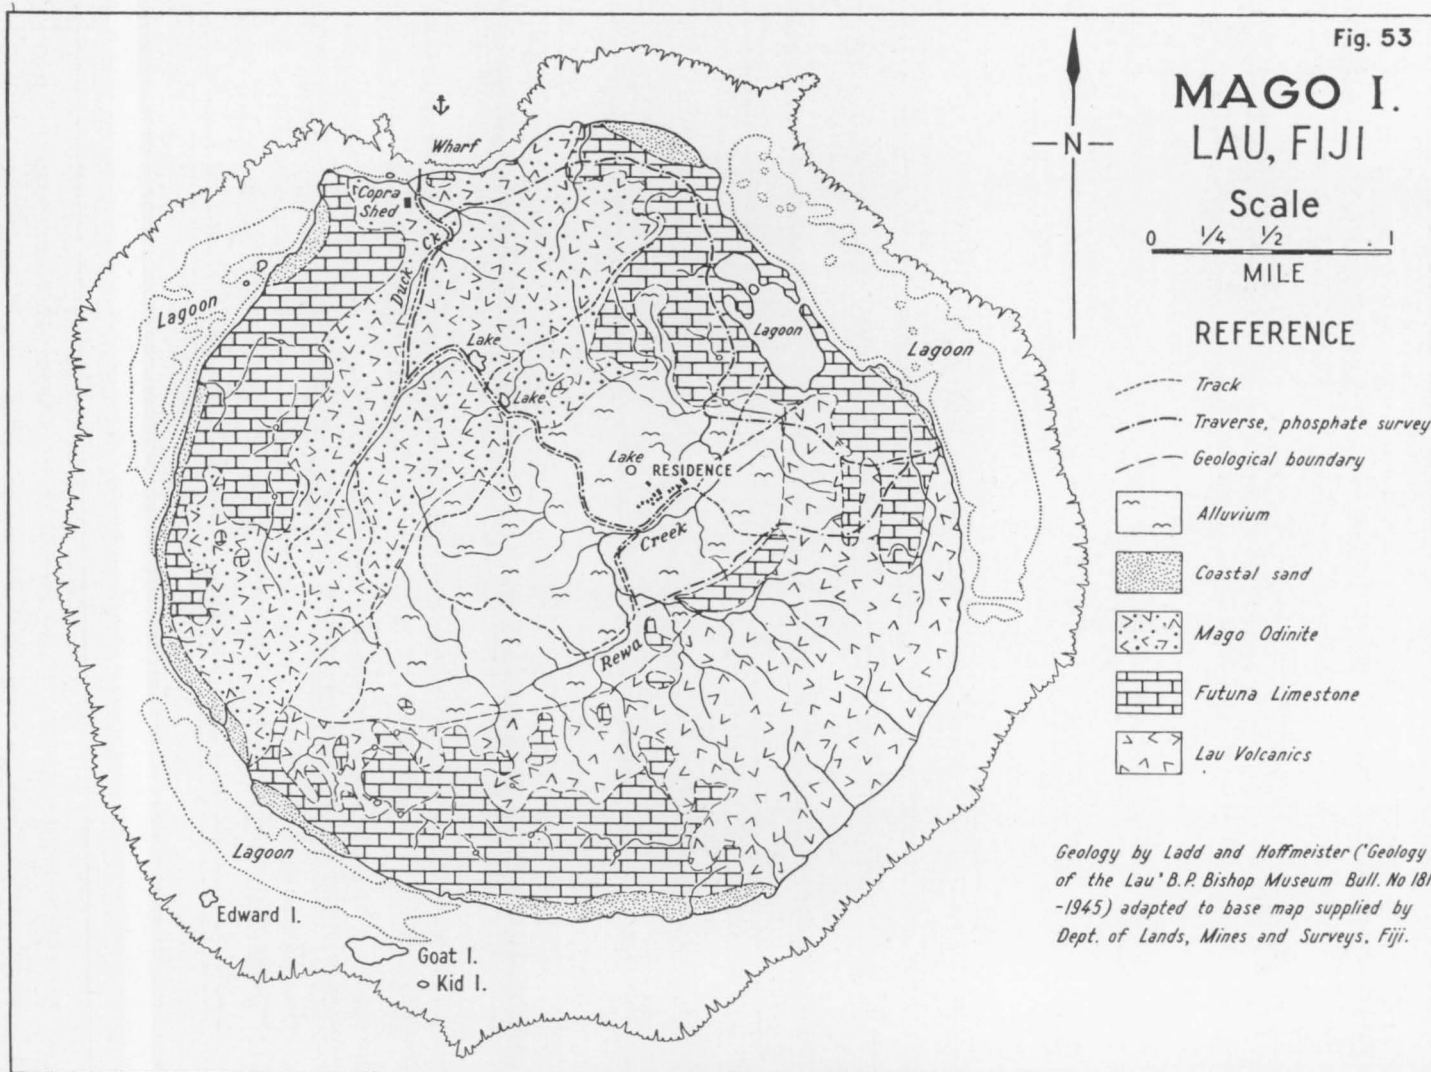 Fig. 53
MAGO I.
LAU, FIJI
Scale
0 1/4 1/2 1
MILE
N
REFERENCE
Track
Traverse, phosphate survey
Geological boundary
Alluvium
Coastal sand
Mago Odinite
Futuna Limestone
Lau Volcanics
Geology by Ladd and Hoffmeister ('Geology
of the Lau' B.P. Bishop Museum Bull. No 181
-1945) adapted to base map supplied by
Dept. of Lands, Mines and Surveys, Fiji.
Wharf
Copra
Shed
Duck Ck
Lagoon
Lake
Lake
Lagoon
Lagoon
Lake
RESIDENCE
Rewa Creek
Lagoon
Edward I.
Goat I.
Kid I.